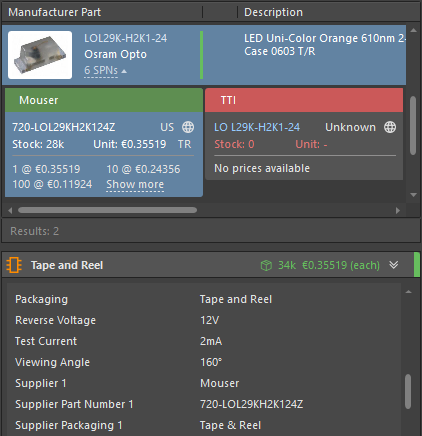 Manufacturer Part
Description
LOL29K-H2K1-24
Osram Opto
6 SPNs
LED Uni-Color Orange 610nm 2-
Case 0603 T/R
Mouser
720-LOL29KH2K124Z US
Stock: 28k Unit: €0.35519 TR
1 @ €0.35519 10 @ €0.24356
100 @ €0.11924 Show more
TTI
LO L29K-H2K1-24 Unknown
Stock: 0 Unit: -
No prices available
Results: 2
Tape and Reel 34k €0.35519 (each)
Packaging Tape and Reel
Reverse Voltage 12V
Test Current 2mA
Viewing Angle 160°
Supplier 1 Mouser
Supplier Part Number 1 720-LOL29KH2K124Z
Supplier Packaging 1 Tape & Reel